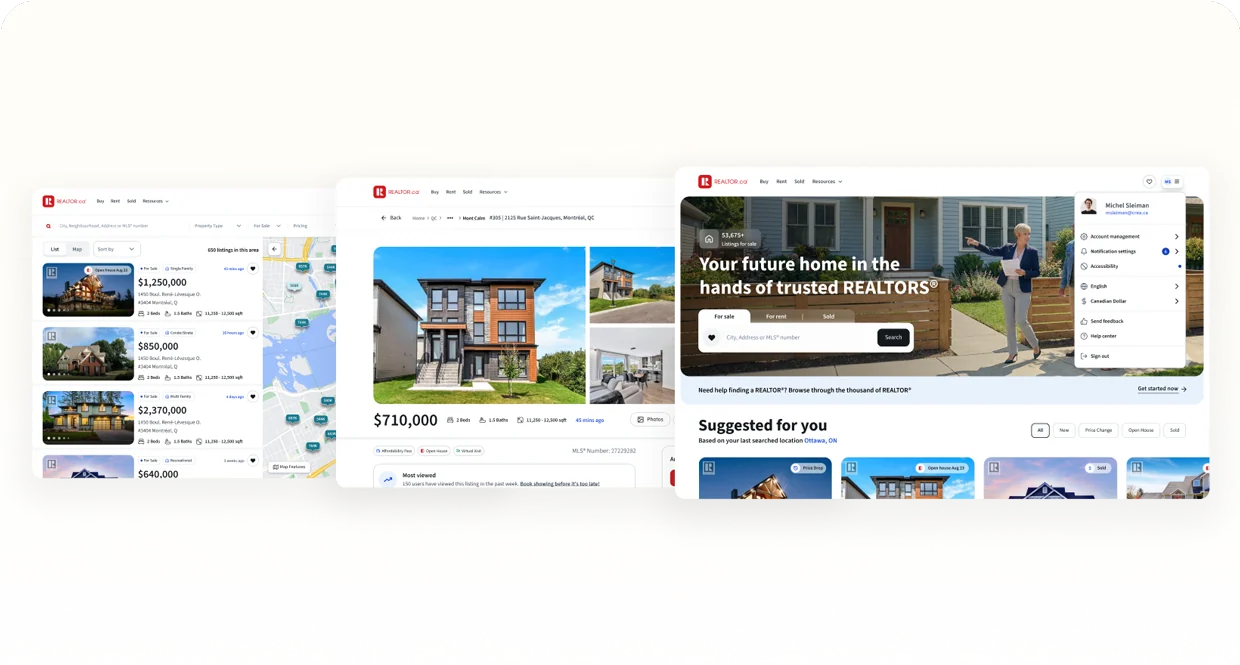 REALTOR.ca
Buy Rent Sold Resources
City, Neighbourhood, Address or MLS® number
Property Type
For Sale
Pricing
List
Map
Sort by
650 listings in this area
Open house Aug 23
For Sale Single Family 45 mins ago
$1,250,000
1450 Boul. René-Lévesque O.
#3404 Montréal, Q
2 Beds 1.5 Baths 11,250 - 12,500 sqft
For Sale Condo/Strata
$850,000
1450 Boul. René-Lévesque O.
#3404 Montréal, Q
2 Beds 1.5 Baths 11,250 - 12,500 sqft
For Sale Multi Family
$2,370,000
1450 Boul. René-Lévesque O.
#3404 Montréal, Q
2 Beds 1.5 Baths 11,250 - 12,500 sqft
For Sale Recreational
$640,000
Map Features
REALTOR.ca
Buy Rent Sold Resources
Back
Home QC ••• Mont Calm #305 | 2125 Rue Saint-Jacques, Montréal, QC
$710,000
2 Beds 1.5 Baths 11,250 - 12,500 sqft 45 mins ago
Photos
Affordability Pass Open House Virtual Visit
MLS® Number: 27229282
Most viewed
150 users have viewed this listing in the past week. Book showing before it's too late!
REALTOR.ca
Buy Rent Sold Resources
MS
Michel Sleiman
msleiman@crea.ca
Account management
Notification settings
Accessibility
English
Canadian Dollar
Send feedback
Help center
Sign out
53,675+
Listings for sale
Your future home in the
hands of trusted REALTORS®
For sale For rent Sold
City, Address or MLS® number
Search
Need help finding a REALTOR®? Browse through the thousand of REALTOR®
Get started now
Suggested for you
Based on your last searched location Ottawa, ON
All New Price Change Open House Sold
Price Drop
Open house Aug 23
Sold